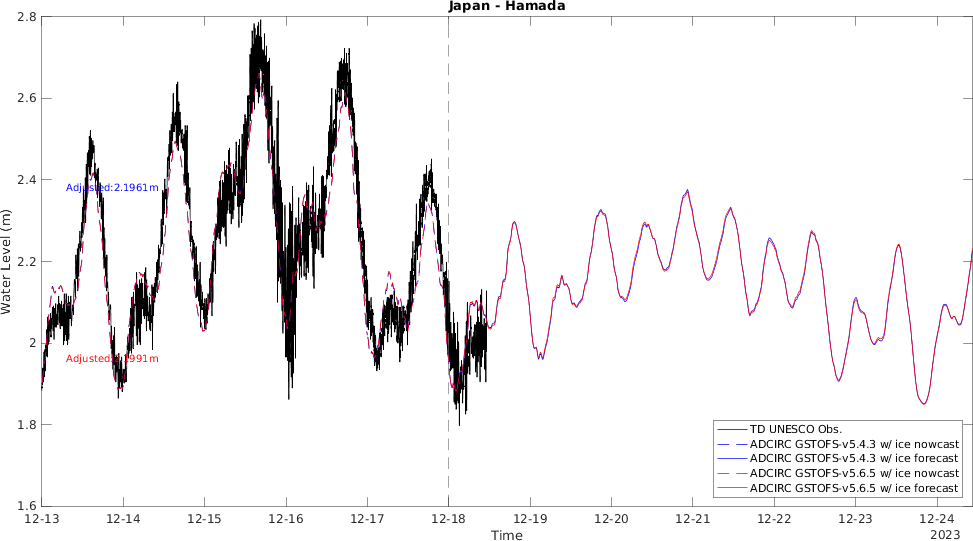 Japan - Hamada
Water Level (m)
2.8
2.6
2.4
2.2
2
1.8
1.6
Adjusted:2.1961m
Adjusted:2.1991m
TD UNESCO Obs.
ADCIRC GSTOFS-v5.4.3 w/ ice nowcast
ADCIRC GSTOFS-v5.4.3 w/ ice forecast
ADCIRC GSTOFS-v5.6.5 w/ ice nowcast
ADCIRC GSTOFS-v5.6.5 w/ ice forecast
12-13 12-14 12-15 12-16 12-17 12-18 12-19 12-20 12-21 12-22 12-23 12-24
Time
2023